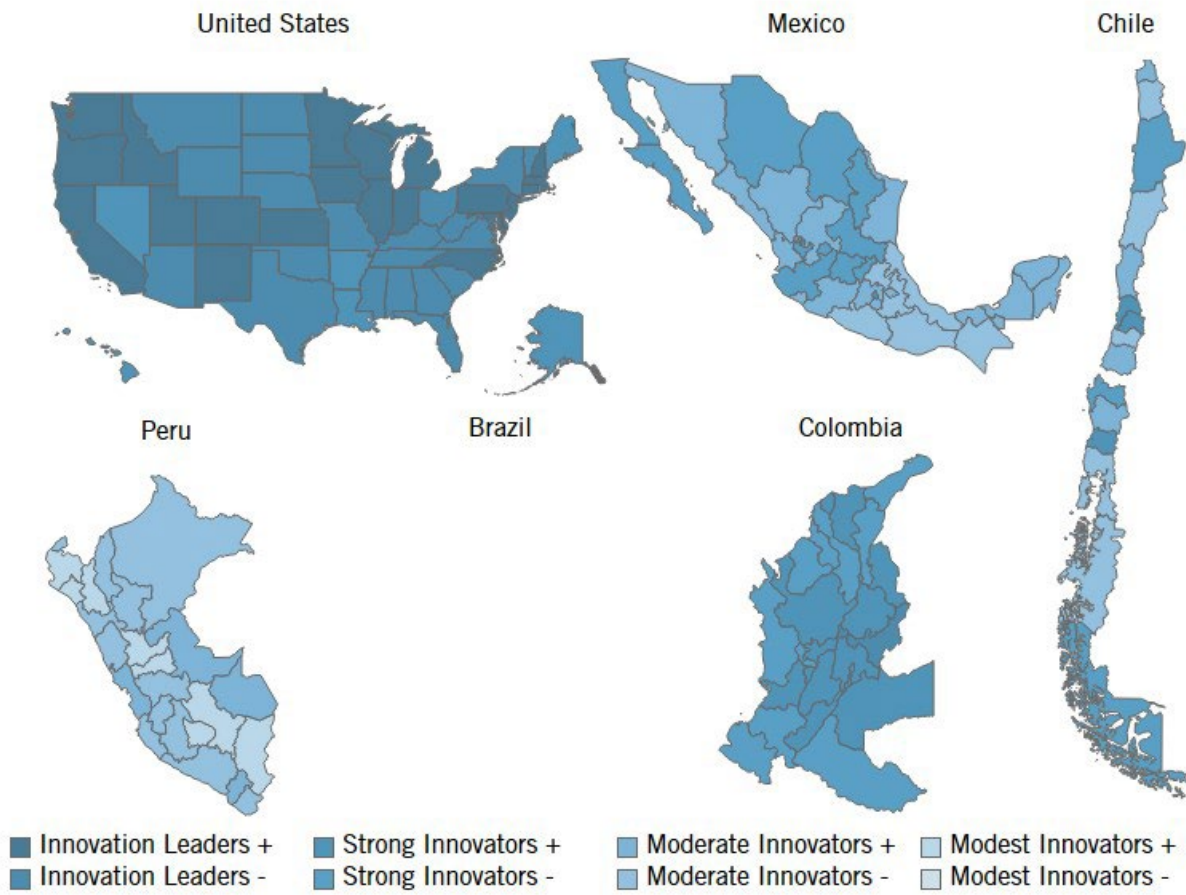 United States
Mexico
Chile
Peru
Brazil
Colombia
Innovation Leaders +
Strong Innovators +
Moderate Innovators +
Modest Innovators +
Innovation Leaders -
Strong Innovators -
Moderate Innovators -
Modest Innovators -